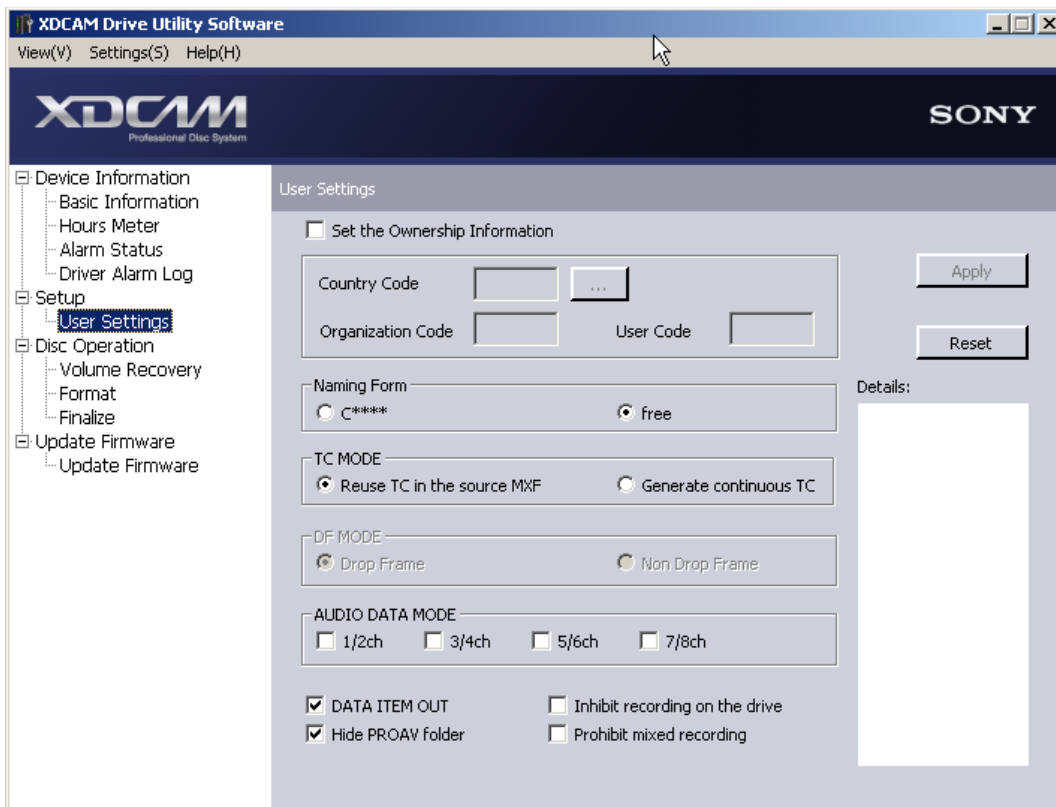 XDCAM Drive Utility Software
View(V) Settings(S) Help(H)
XDCAM
Professional Disc System
SONY
Device Information
Basic Information
Hours Meter
Alarm Status
Driver Alarm Log
Setup
User Settings
Disc Operation
Volume Recovery
Format
Finalize
Update Firmware
Update Firmware
User Settings
Set the Ownership Information
Country Code ...
Organization Code User Code
Apply
Reset
Naming Form
C**** free
TC MODE
Reuse TC in the source MXF Generate continuous TC
DF MODE
Drop Frame Non Drop Frame
AUDIO DATA MODE
1/2ch 3/4ch 5/6ch 7/8ch
DATA ITEM OUT Inhibit recording on the drive
Hide PROAV folder Prohibit mixed recording
Details: